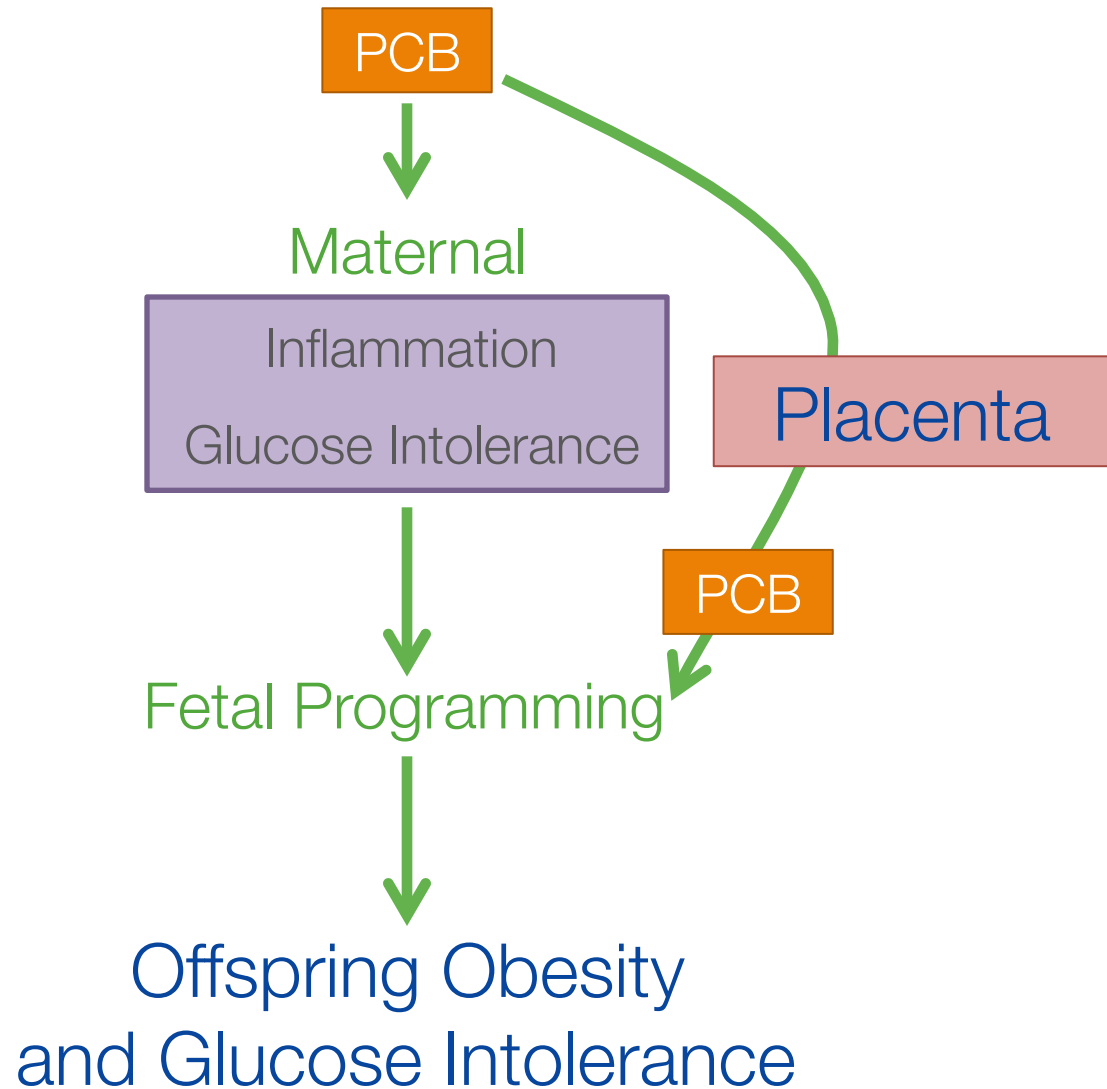 PCB
Maternal
Inflammation
Glucose Intolerance
Placenta
PCB
Fetal Programming
Offspring Obesity
and Glucose Intolerance